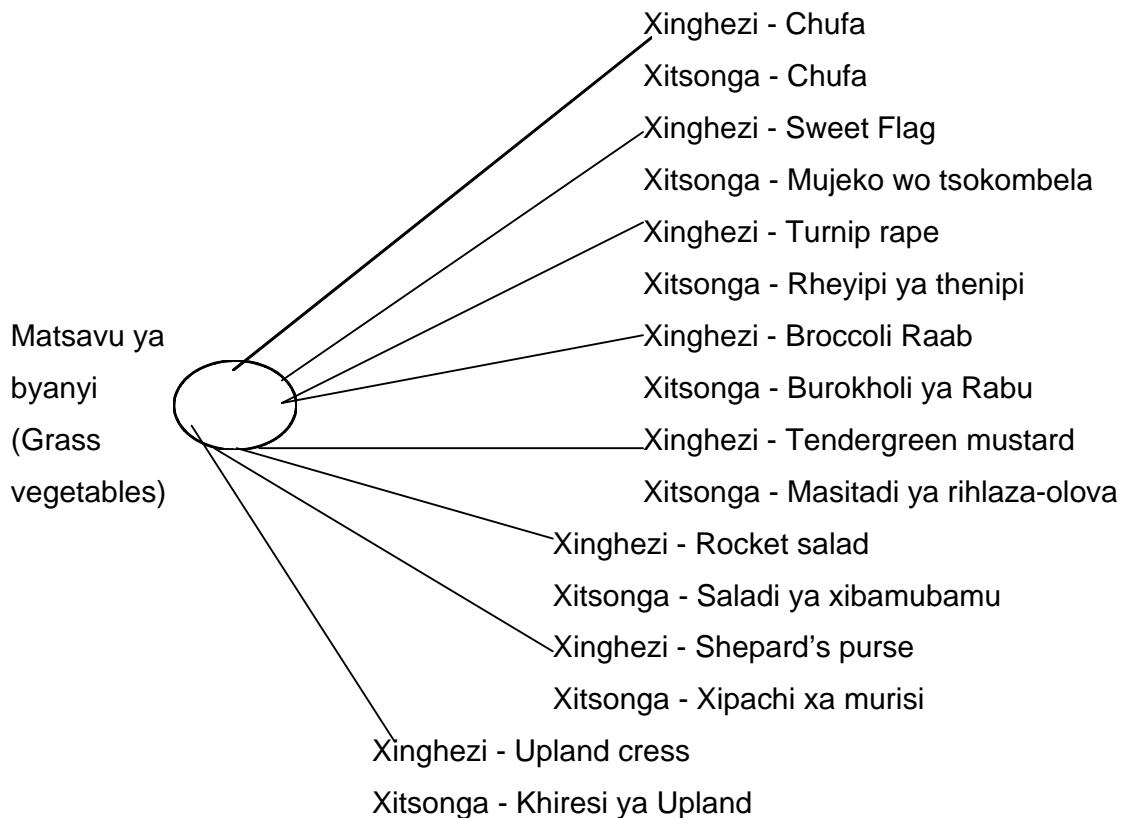 Xinghezi - Chufa
Xitsonga - Chufa
Xinghezi - Sweet Flag
Xitsonga - Mujeko wo tsokombela
Xinghezi - Turnip rape
Xitsonga - Rheyipi ya thenipi
Matsavu ya
byanyi
(Grass
vegetables)
Xinghezi - Broccoli Raab
Xitsonga - Burokholi ya Rabu
Xinghezi - Tendergreen mustard
Xitsonga - Masitadi ya rihlaza-olova
Xinghezi - Rocket salad
Xitsonga - Saladi ya xibamubamu
Xinghezi - Shepard's purse
Xitsonga - Xipachi xa murisi
Xinghezi - Upland cress
Xitsonga - Khiresi ya Upland